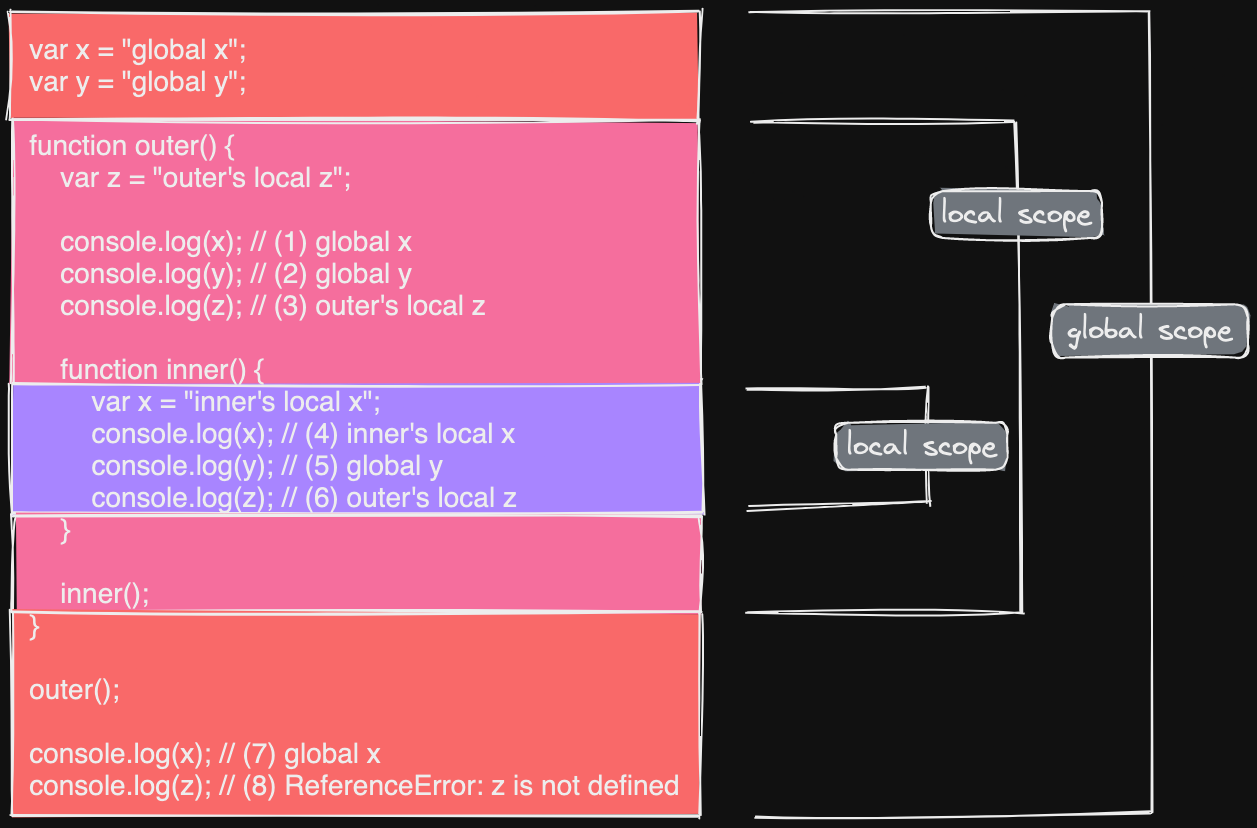 var x = "global x";
var y = "global y";
function outer() {
var z = "outer's local z";
console.log(x); // (1) global x
console.log(y); // (2) global y
console.log(z); // (3) outer's local z
function inner() {
var x = "inner's local x";
console.log(x); // (4) inner's local x
console.log(y); // (5) global y
console.log(z); // (6) outer's local z
}
inner();
}
outer();
console.log(x); // (7) global x
console.log(z); // (8) ReferenceError: z is not defined
local scope
global scope
local scope